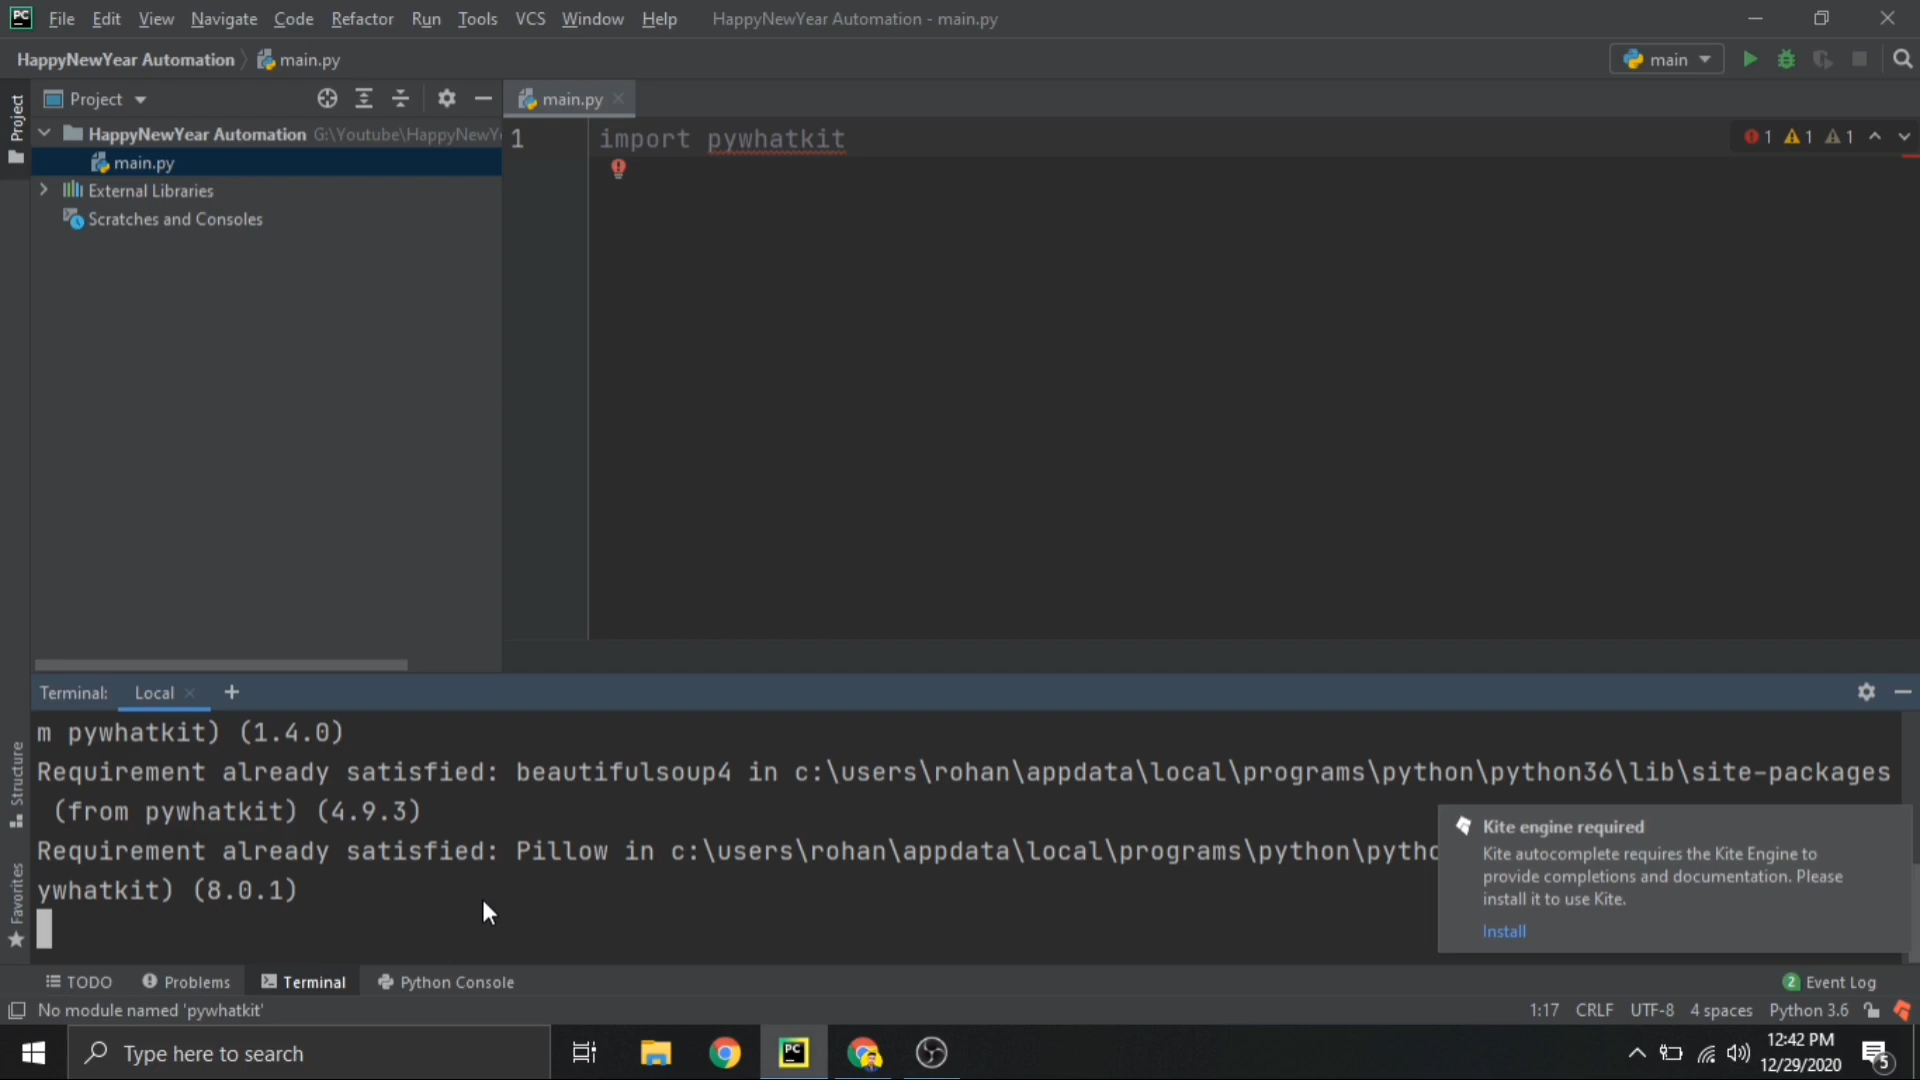 PC File Edit View Navigate Code Refactor Run Tools VCS Window Help HappyNewYear Automation - main.py
HappyNewYear Automation main.py main
Project main.py
Project
HappyNewYear Automation G:\Youtube\HappyNewY
main.py
External Libraries
Scratches and Consoles
1 import pywhatkit
1 1 1
Terminal: Local +
m pywhatkit) (1.4.0)
Requirement already satisfied: beautifulsoup4 in c:\users\rohan\appdata\local\programs\python\python36\lib\site-packages
(from pywhatkit) (4.9.3)
Requirement already satisfied: Pillow in c:\users\rohan\appdata\local\programs\python\pytho
ywhatkit) (8.0.1)
Kite engine required
Kite autocomplete requires the Kite Engine to
provide completions and documentation. Please
install it to use Kite.
Install
Structure
Favorites
TODO Problems Terminal Python Console 2 Event Log
No module named 'pywhatkit' 1:17 CRLF UTF-8 4 spaces Python 3.6
Type here to search PC
12:42 PM
12/29/2020
5